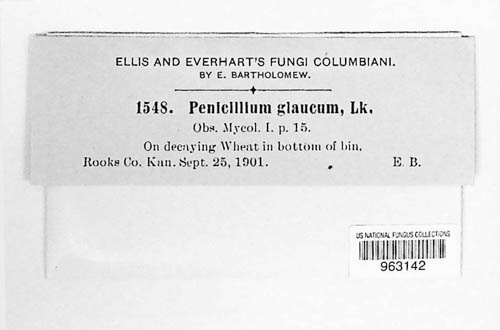 ELLIS AND EVERHART'S FUNGI COLUMBIANI.
BY E. BARTHOLOMEW.
1548. Penicillium glaucum, Lk.
Obs. Mycol. I. p. 15.
On decaying Wheat in bottom of bin.
Rooks Co. Kan. Sept. 25, 1901. E. B.
US NATIONAL FUNGUS COLLECTIONS
963142